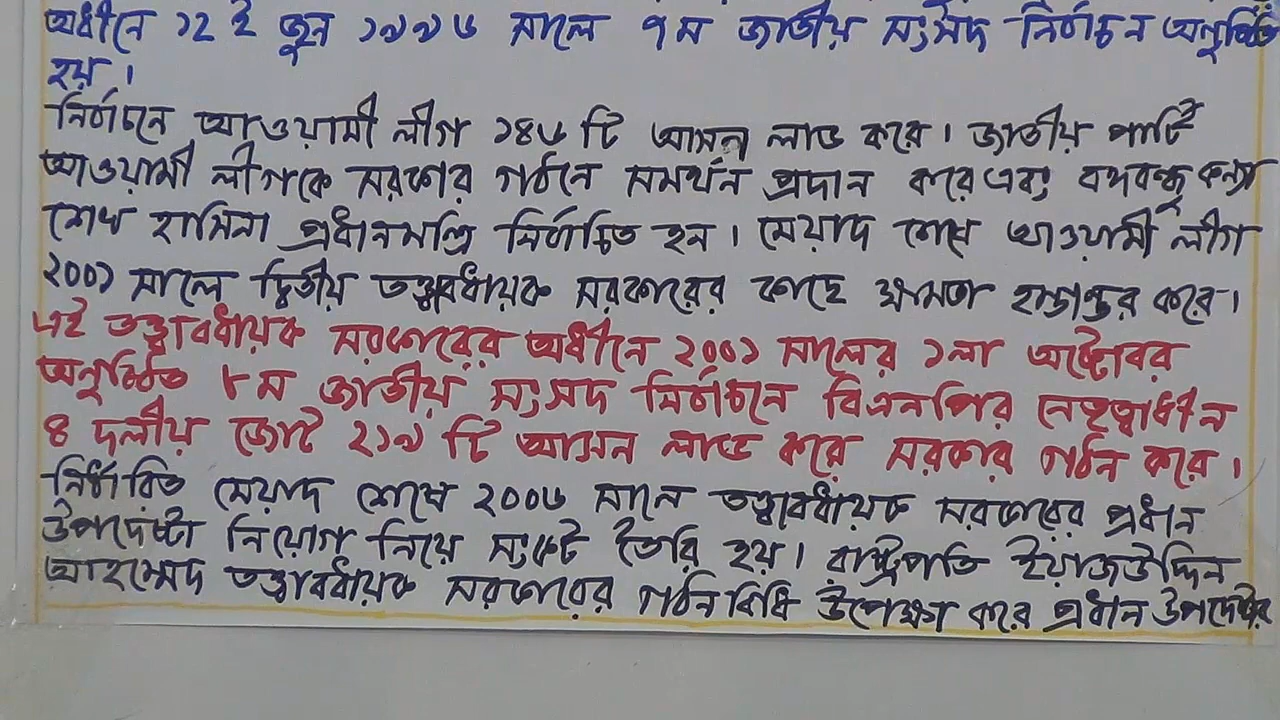 অধীনে ১২ ই জুন ১৯৯৬ সালে ৭ম জাতীয় সংসদ নির্বাচন অনুষ্ঠিত
হয়।
নির্বাচনে আওয়ামী লীগ ১৪৬ টি আসন লাভ করে। জাতীয় পার্টি
আওয়ামী লীগকে সরকার গঠনে সমর্থন প্রদান করে এবং বঙ্গবন্ধু কন্যা
শেখ হাসিনা প্রধানমন্ত্রি নির্বাচিত হন। মেয়াদ শেষে আওয়ামী লীগ
২০০১ সালে দ্বিতীয় তত্ত্বাবধায়ক সরকারের কাছে ক্ষমতা হস্তান্তর করে।
এই তত্ত্বাবধায়ক সরকারের অধীনে ২০০১ সালের ১লা অক্টোবর
অনুষ্ঠিত ৮ম জাতীয় সংসদ নির্বাচনে বিএনপির নেতৃত্বাধীন
৪ দলীয় জোট ২১৯ টি আসন লাভ করে সরকার গঠন করে।
নির্ধারিত মেয়াদ শেষে ২০০৬ সালে তত্ত্বাবধায়ক সরকারের প্রধান
উপদেষ্টা নিয়োগ নিয়ে সংকট তৈরি হয়। রাষ্ট্রপতি ইয়াজউদ্দিন
আহম্মেদ তত্ত্বাবধায়ক সরকারের গঠনবিধি উপেক্ষা করে প্রধান উপদেষ্টার